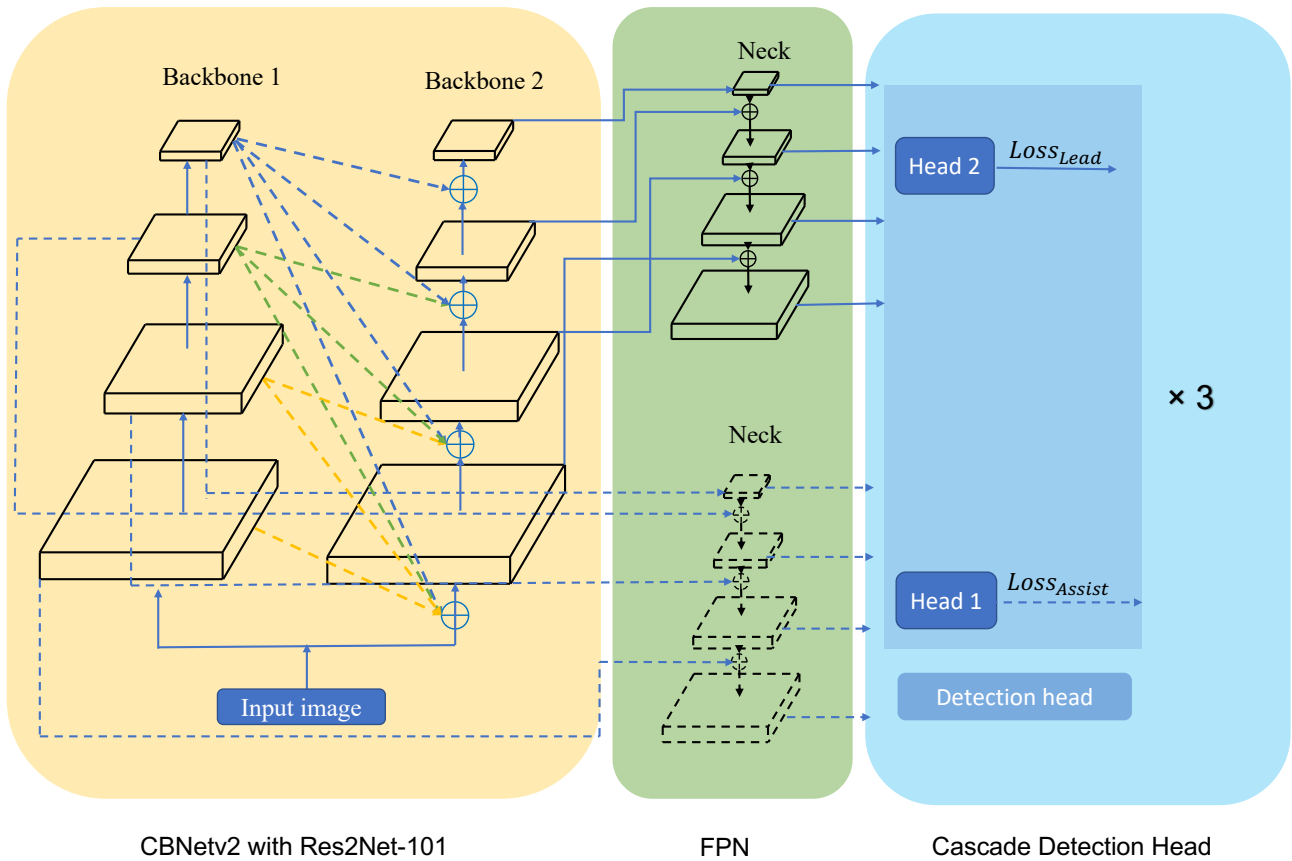 Neck
Backbone 1
Backbone 2
Head 2
Loss_Lead
× 3
Neck
Head 1
Loss_Assist
Input image
Detection head
CBNetv2 with Res2Net-101
FPN
Cascade Detection Head